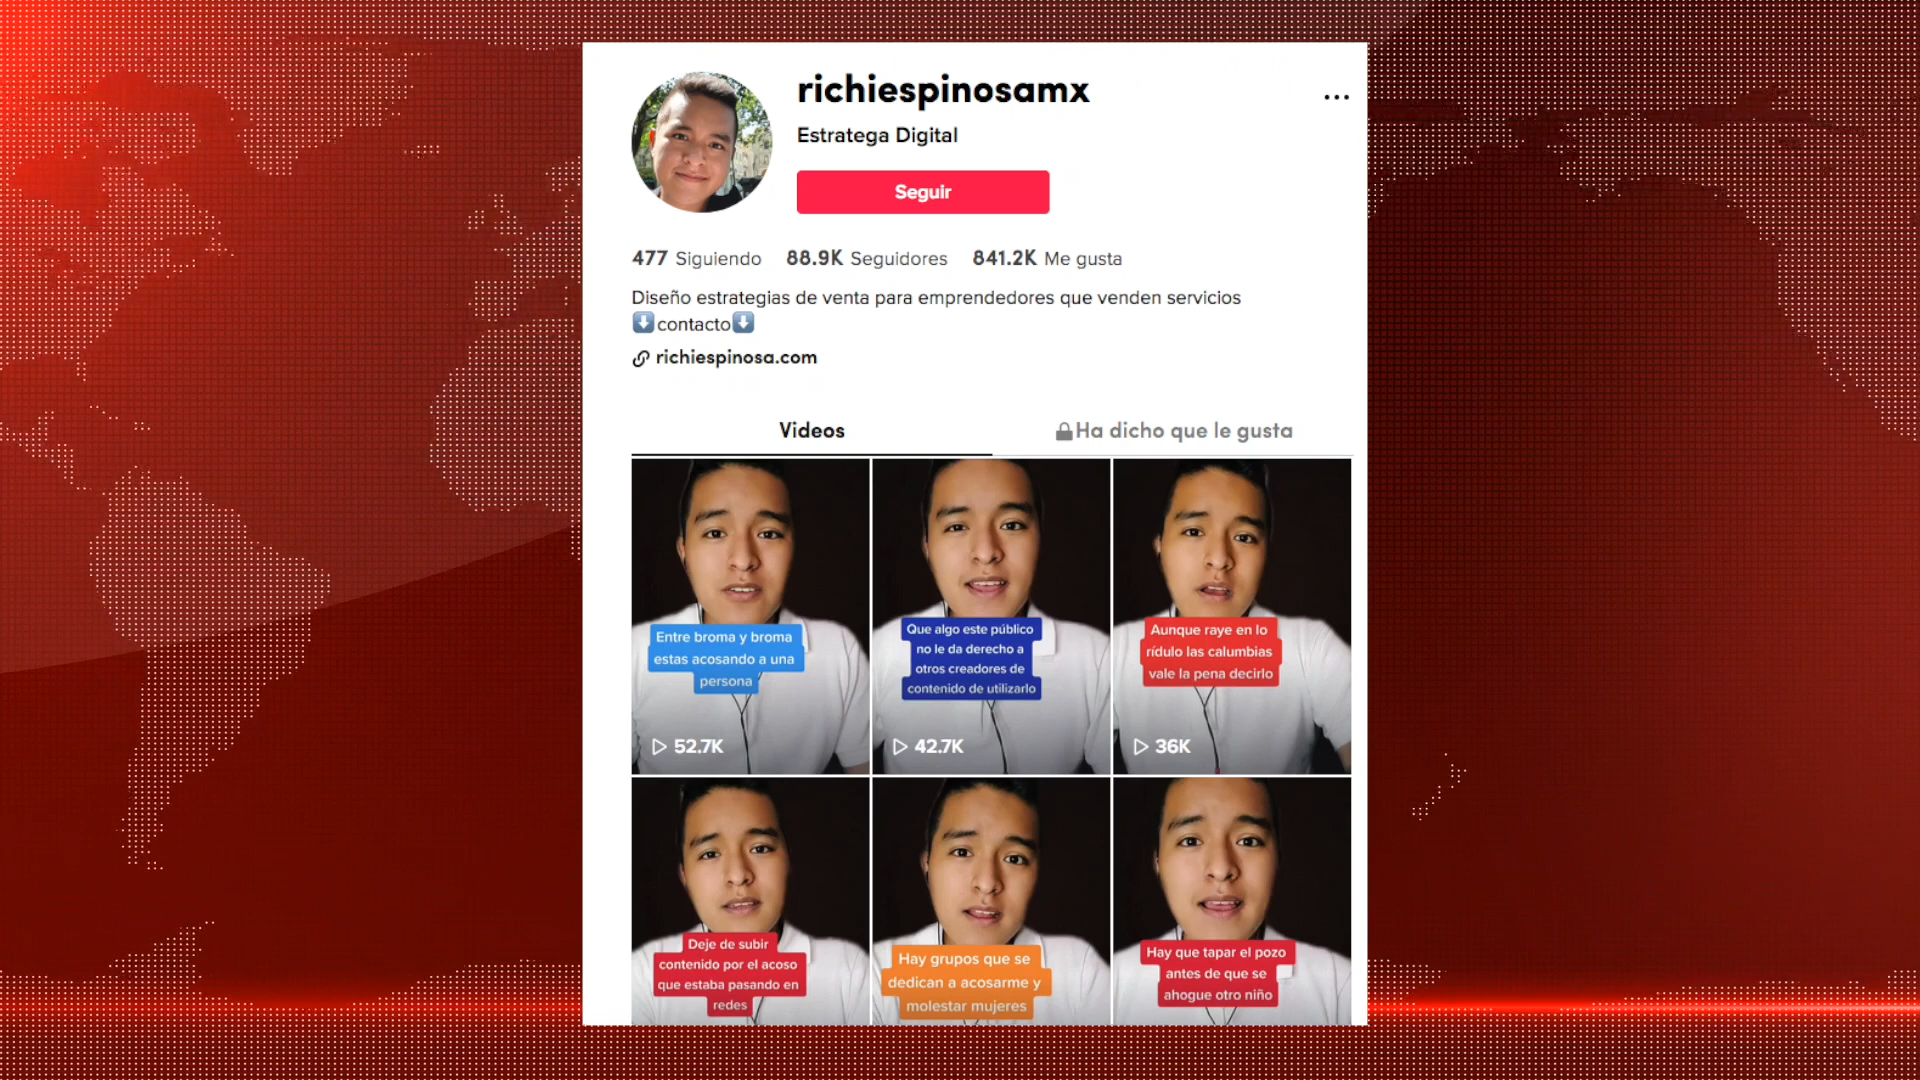 richiespinosamx
...
Estratega Digital
Seguir
477 Siguiendo 88.9K Seguidores 841.2K Me gusta
Diseño estrategias de venta para emprendedores que venden servicios
⬇️contacto⬇️
richiespinosa.com
Videos
Ha dicho que le gusta
Entre broma y broma
estas acosando a una
persona
52.7K
Que algo este público
no le da derecho a
otros creadores de
contenido de utilizarlo
42.7K
Aunque raye en lo
rídulo las calumbias
vale la pena decirlo
36K
Deje de subir
contenido por el acoso
que estaba pasando en
redes
Hay grupos que se
dedican a acosarme y
molestar mujeres
Hay que tapar el pozo
antes de que se
ahogue otro niño